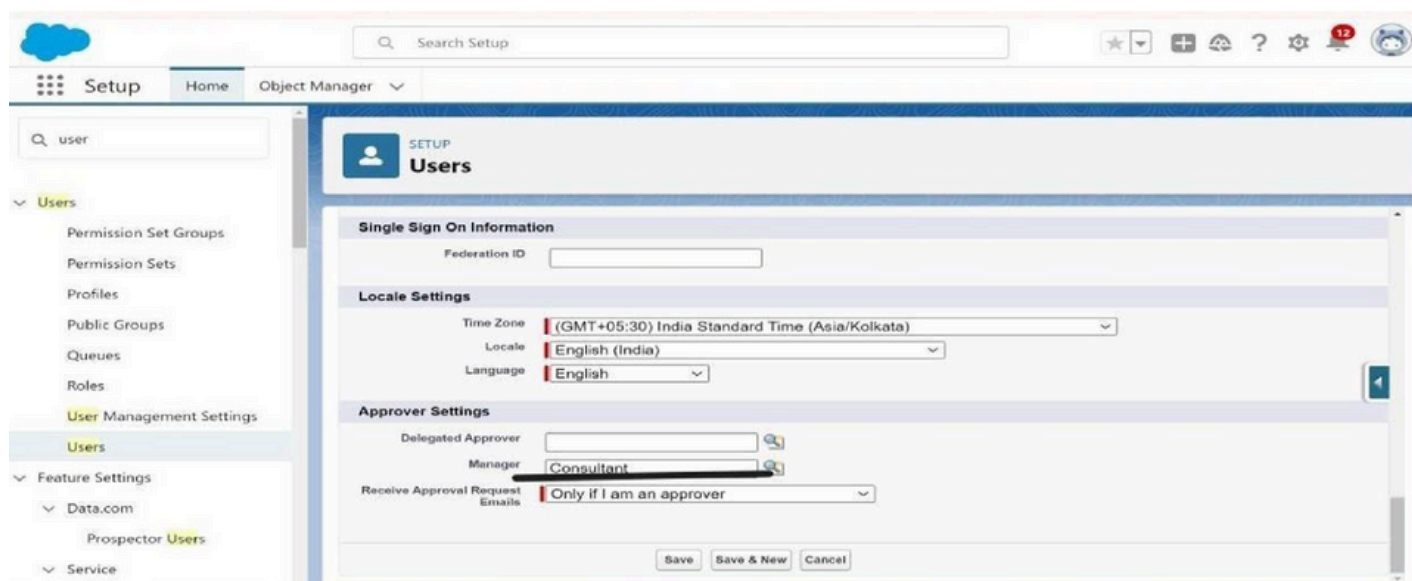 Search Setup
12
Setup Home Object Manager
user
SETUP
Users
Users
Permission Set Groups
Permission Sets
Profiles
Public Groups
Queues
Roles
User Management Settings
Users
Feature Settings
Data.com
Prospector Users
Service
Single Sign On Information
Federation ID
Locale Settings
Time Zone (GMT+05:30) India Standard Time (Asia/Kolkata)
Locale English (India)
Language English
Approver Settings
Delegated Approver
Manager Consultant
Receive Approval Request
Emails Only if I am an approver
Save Save & New Cancel